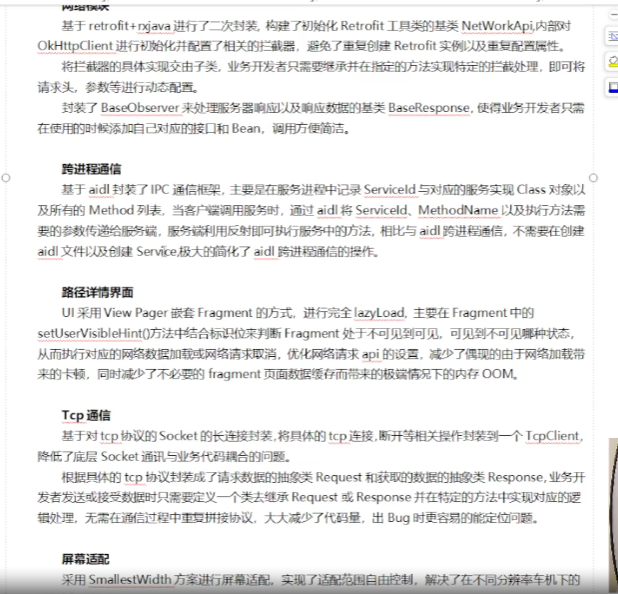 网络模块
基于 retrofit+rxjava 进行了二次封装, 构建了初始化 Retrofit 工具类的基类 NetWorkApi,内部对
OkHttpClient 进行初始化并配置了相关的拦截器，避免了重复创建 Retrofit 实例以及重复配置属性。
将拦截器的具体实现交由子类，业务开发者只需要继承并在指定的方法实现特定的拦截处理，即可将
请求头，参数等进行动态配置。
封装了 BaseObserver 来处理服务器响应以及响应数据的基类 BaseResponse，使得业务开发者只需
在使用的时候添加自己对应的接口和 Bean，调用方便简洁。
跨进程通信
基于 aidl 封装了 IPC 通信框架，主要是在服务进程中记录 ServiceId 与对应的服务实现 Class 对象以
及所有的 Method 列表，当客户端调用服务时，通过 aidl 将 ServiceId、MethodName 以及执行方法需
要的参数传递给服务端，服务端利用反射即可执行服务中的方法，相比与 aidl 跨进程通信，不需要在创建
aidl 文件以及创建 Service,极大的简化了 aidl 跨进程通信的操作。
路径详情界面
UI 采用 View Pager 嵌套 Fragment 的方式，进行完全 lazyLoad，主要在 Fragment 中的
setUserVisibleHint()方法中结合标识位来判断 Fragment 处于不可见到可见，可见到不可见哪种状态，
从而执行对应的网络数据加载或网络请求取消，优化网络请求 api 的设置，减少了偶现的由于网络加载带
来的卡顿，同时减少了不必要的 fragment 页面数据缓存而带来的极端情况下的内存 OOM。
Tcp 通信
基于对 tcp 协议的 Socket 的长连接封装,将具体的 tcp 连接,断开等相关操作封装到一个 TcpClient，
降低了底层 Socket 通讯与业务代码耦合的问题。
根据具体的 tcp 协议封装成了请求数据的抽象类 Request 和获取的数据的抽象类 Response,业务开
发者发送或接受数据时只需要定义一个类去继承 Request 或 Response 并在特定的方法中实现对应的逻
辑处理，无需在通信过程中重复拼接协议，大大减少了代码量，出 Bug 时更容易的能定位问题。
屏幕适配
采用 SmallestWidth 方案进行屏幕适配，实现了适配范围自由控制，解决了在不同分辨率车机下的